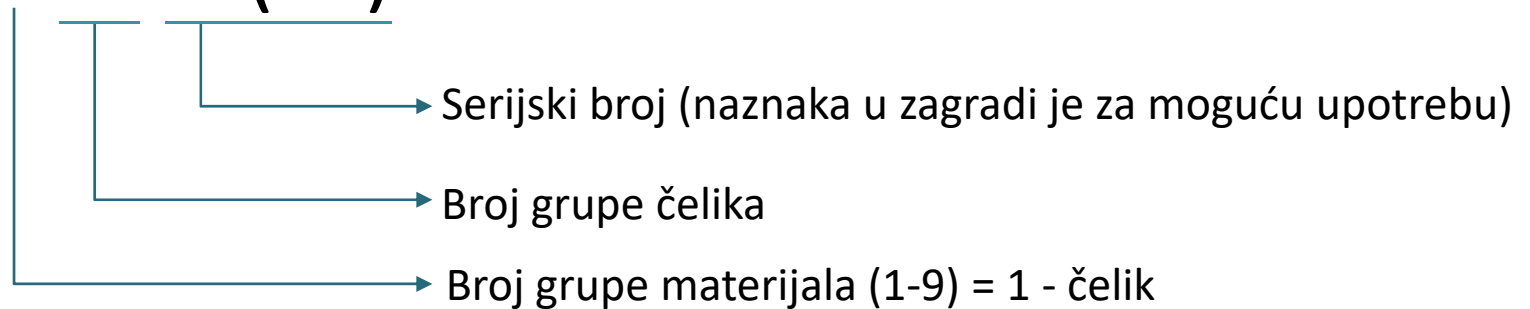 Serijski broj (naznaka u zagradi je za moguću upotrebu)
Broj grupe čelika
Broj grupe materijala (1-9) = 1 - čelik